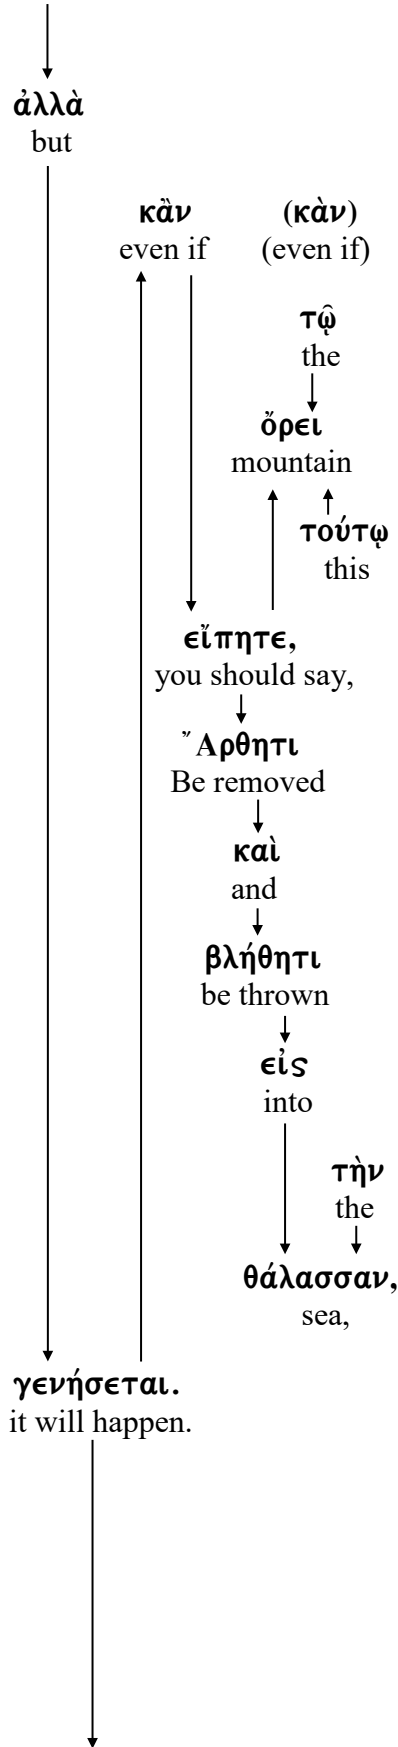 ἀλλὰ
but
κἂν (κὰν)
even if (even if)
τῷ
the
ὄρει
mountain
τούτῳ
this
εἴπητε,
you should say,
Ἄρθητι
Be removed
καὶ
and
βλήθητι
be thrown
εἰς
into
τὴν
the
θάλασσαν,
sea,
γενήσεται.
it will happen.